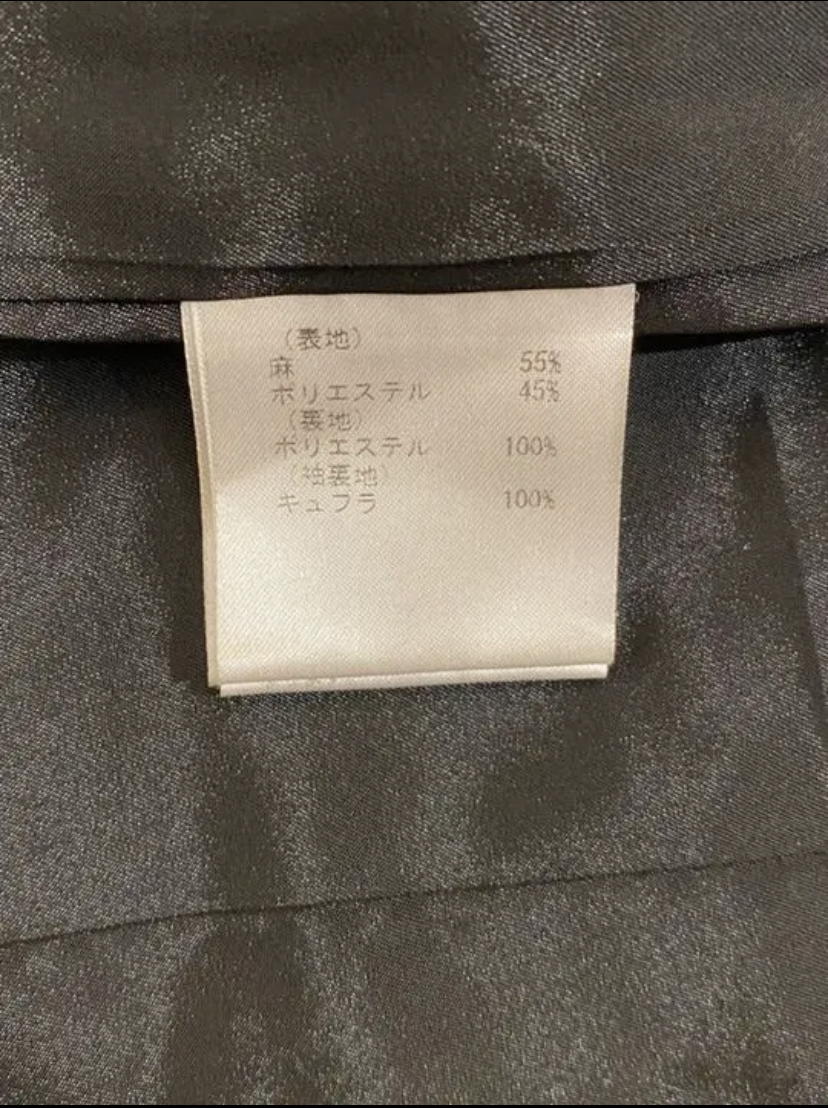 （表地）
麻 55%
ポリエステル 45%
（裏地）
ポリエステル 100%
（袖裏地）
キュプラ 100%